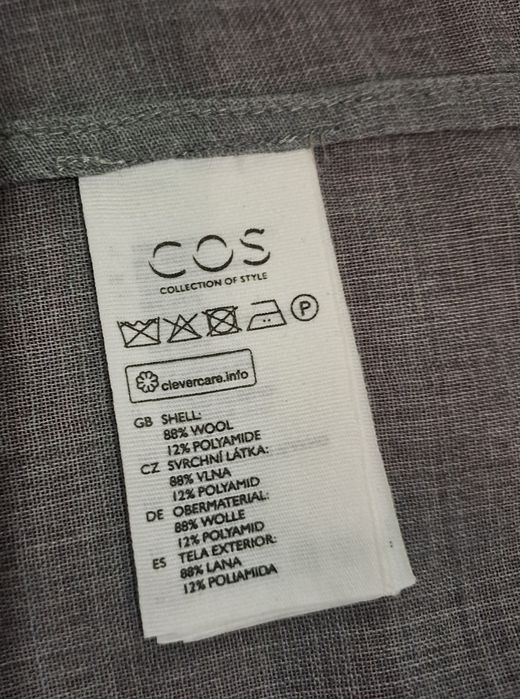 COS
COLLECTION OF STYLE
P
clevercare.info
GB SHELL:
88% WOOL
12% POLYAMIDE
CZ SVRCHNÍ LÁTKA:
88% VLNA
12% POLYAMID
DE OBERMATERIAL:
88% WOLLE
12% POLYAMID
ES TELA EXTERIOR:
88% LANA
12% POLIAMIDA